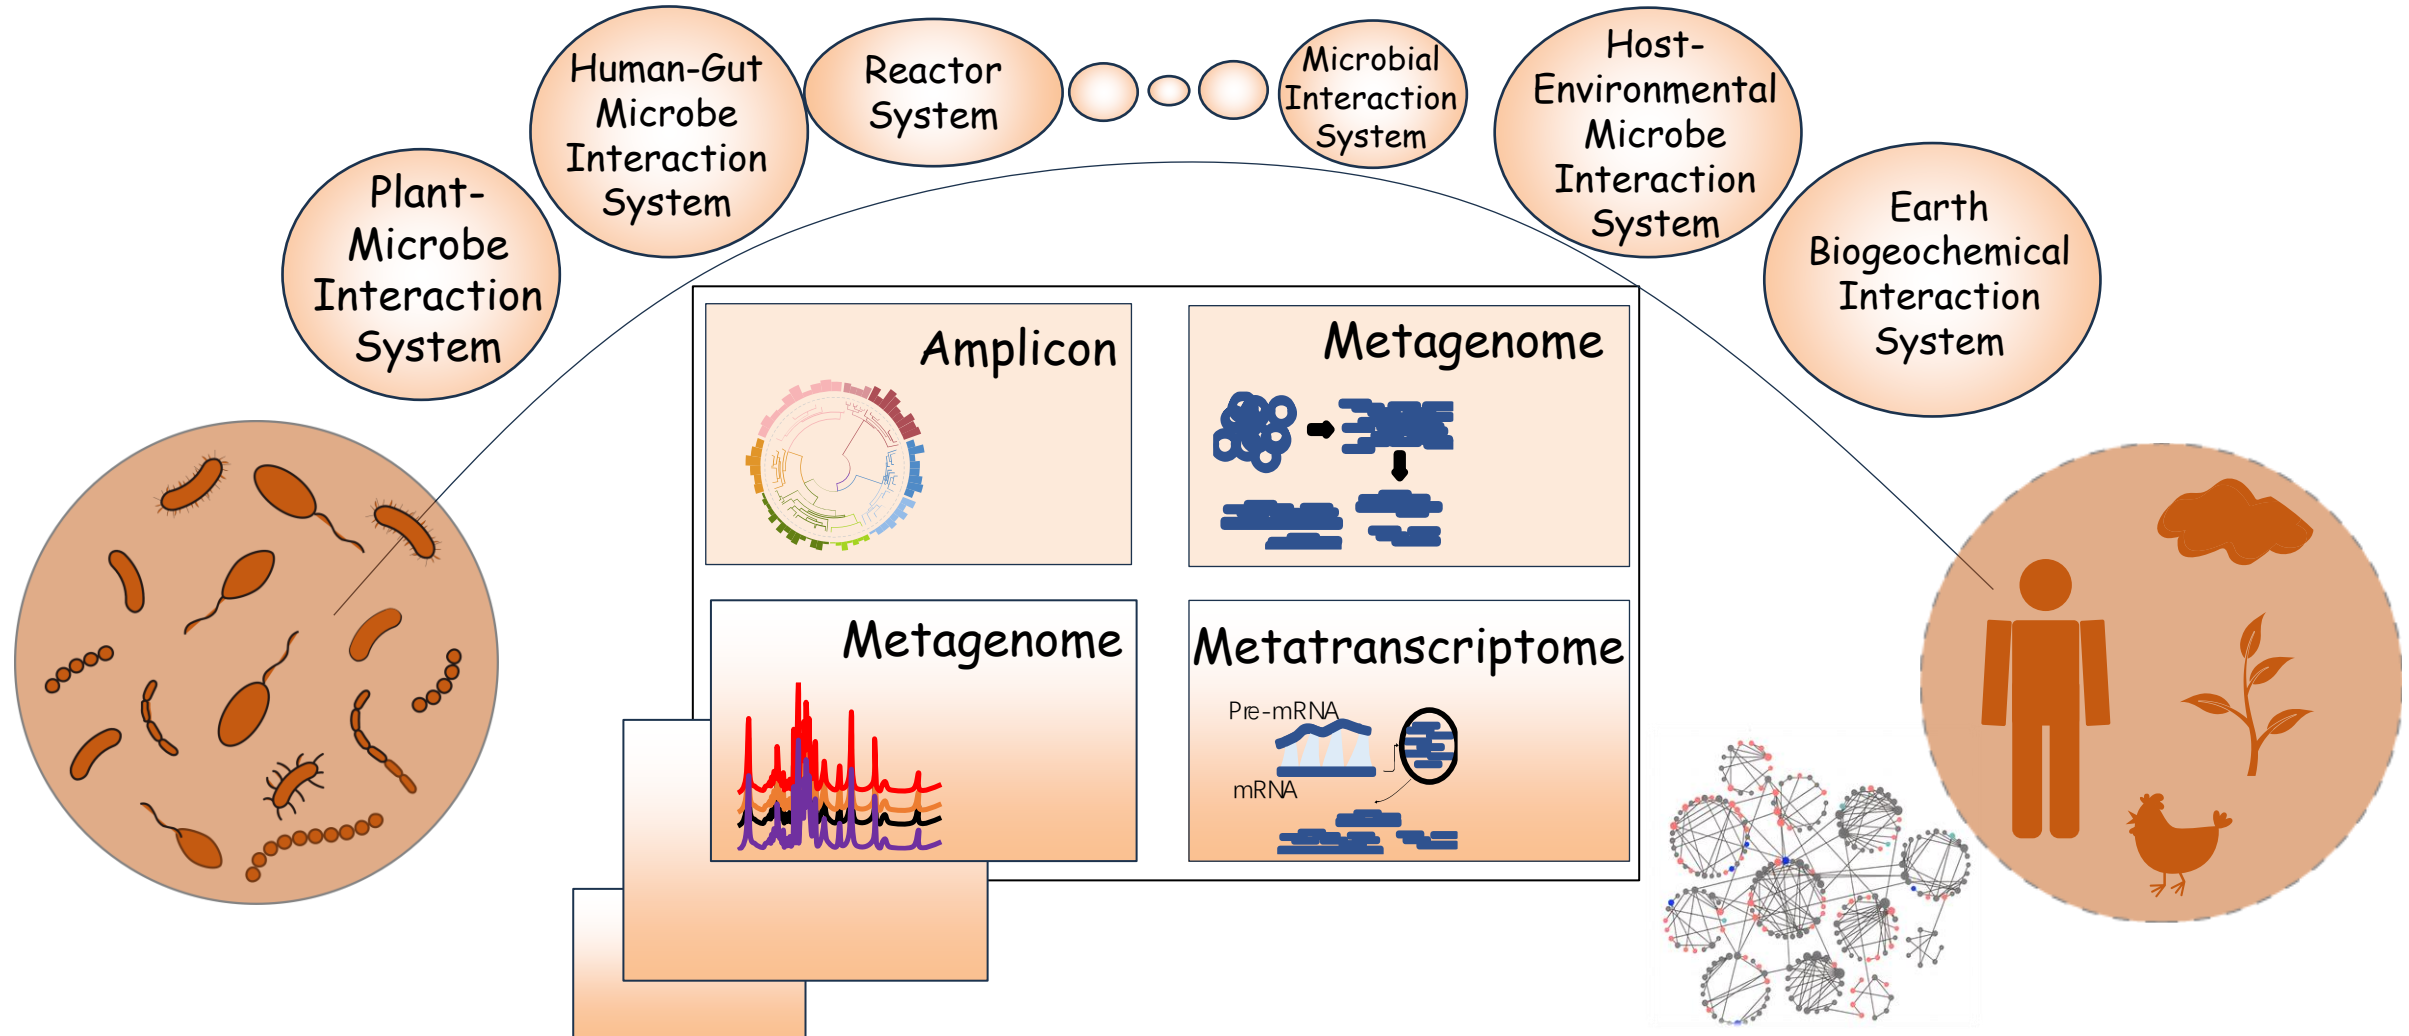 Plant-
Microbe
Interaction
System
Human-Gut
Microbe
Interaction
System
Reactor
System
Microbial
Interaction
System
Host-
Environmental
Microbe
Interaction
System
Earth
Biogeochemical
Interaction
System
Amplicon
Metagenome
Metagenome
Metatranscriptome
Pre-mRNA
mRNA